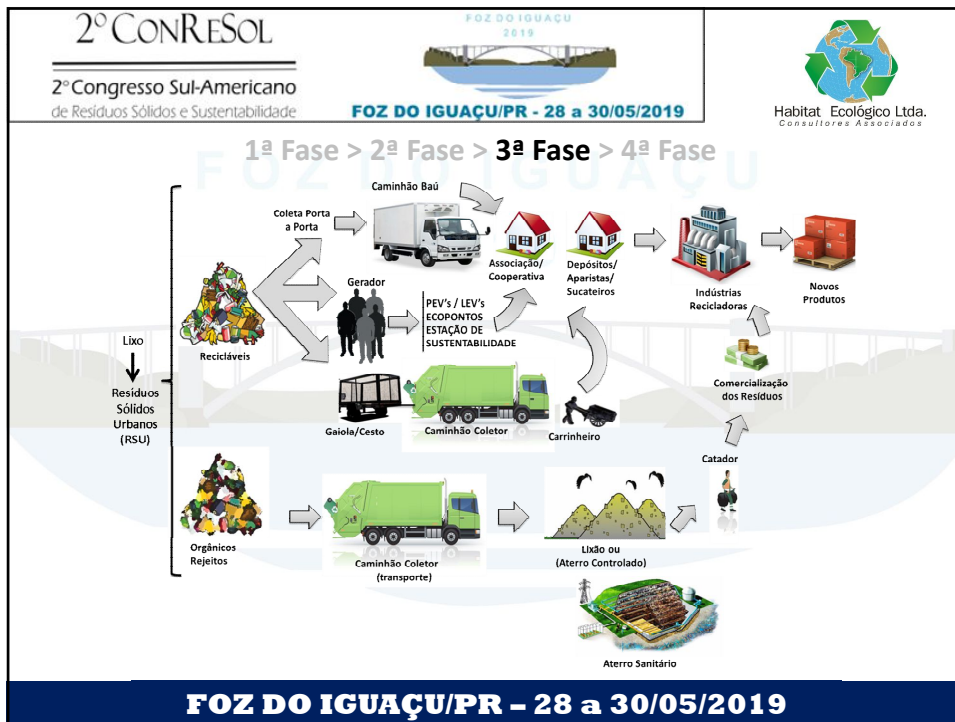 2º CONRESOL
2º Congresso Sul-Americano
de Resíduos Sólidos e Sustentabilidade
FOZ DO IGUAÇU
2019
FOZ DO IGUAÇU/PR - 28 a 30/05/2019
Habitat Ecológico Ltda.
Consultores Associados
1ª Fase > 2ª Fase > 3ª Fase > 4ª Fase
FOZ DO IGUAÇU
Caminhão Baú
Coleta Porta
a Porta
Associação/
Cooperativa
Depósitos/
Aparistas/
Sucateiros
Indústrias
Recicladoras
Novos
Produtos
Gerador
PEV's / LEV's
ECOPONTOS
ESTAÇÃO DE
SUSTENTABILIDADE
Recicláveis
Lixo
Resíduos
Sólidos
Urbanos
(RSU)
Comercialização
dos Resíduos
Gaiola/Cesto
Caminhão Coletor
Carrinheiro
Catador
Orgânicos
Rejeitos
Caminhão Coletor
(transporte)
Lixão ou
(Aterro Controlado)
Aterro Sanitário
FOZ DO IGUAÇU/PR – 28 a 30/05/2019